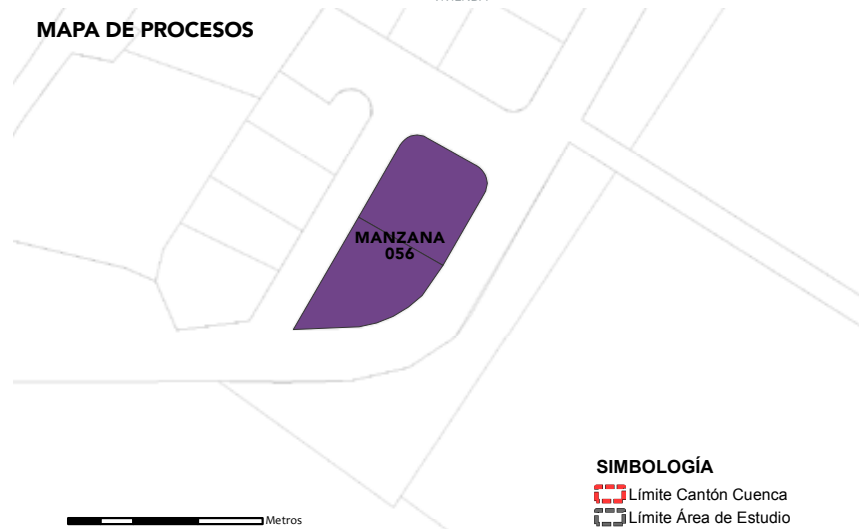 MAPA DE PROCESOS
MANZANA
056
SIMBOLOGÍA
Límite Cantón Cuenca
Límite Área de Estudio
Metros